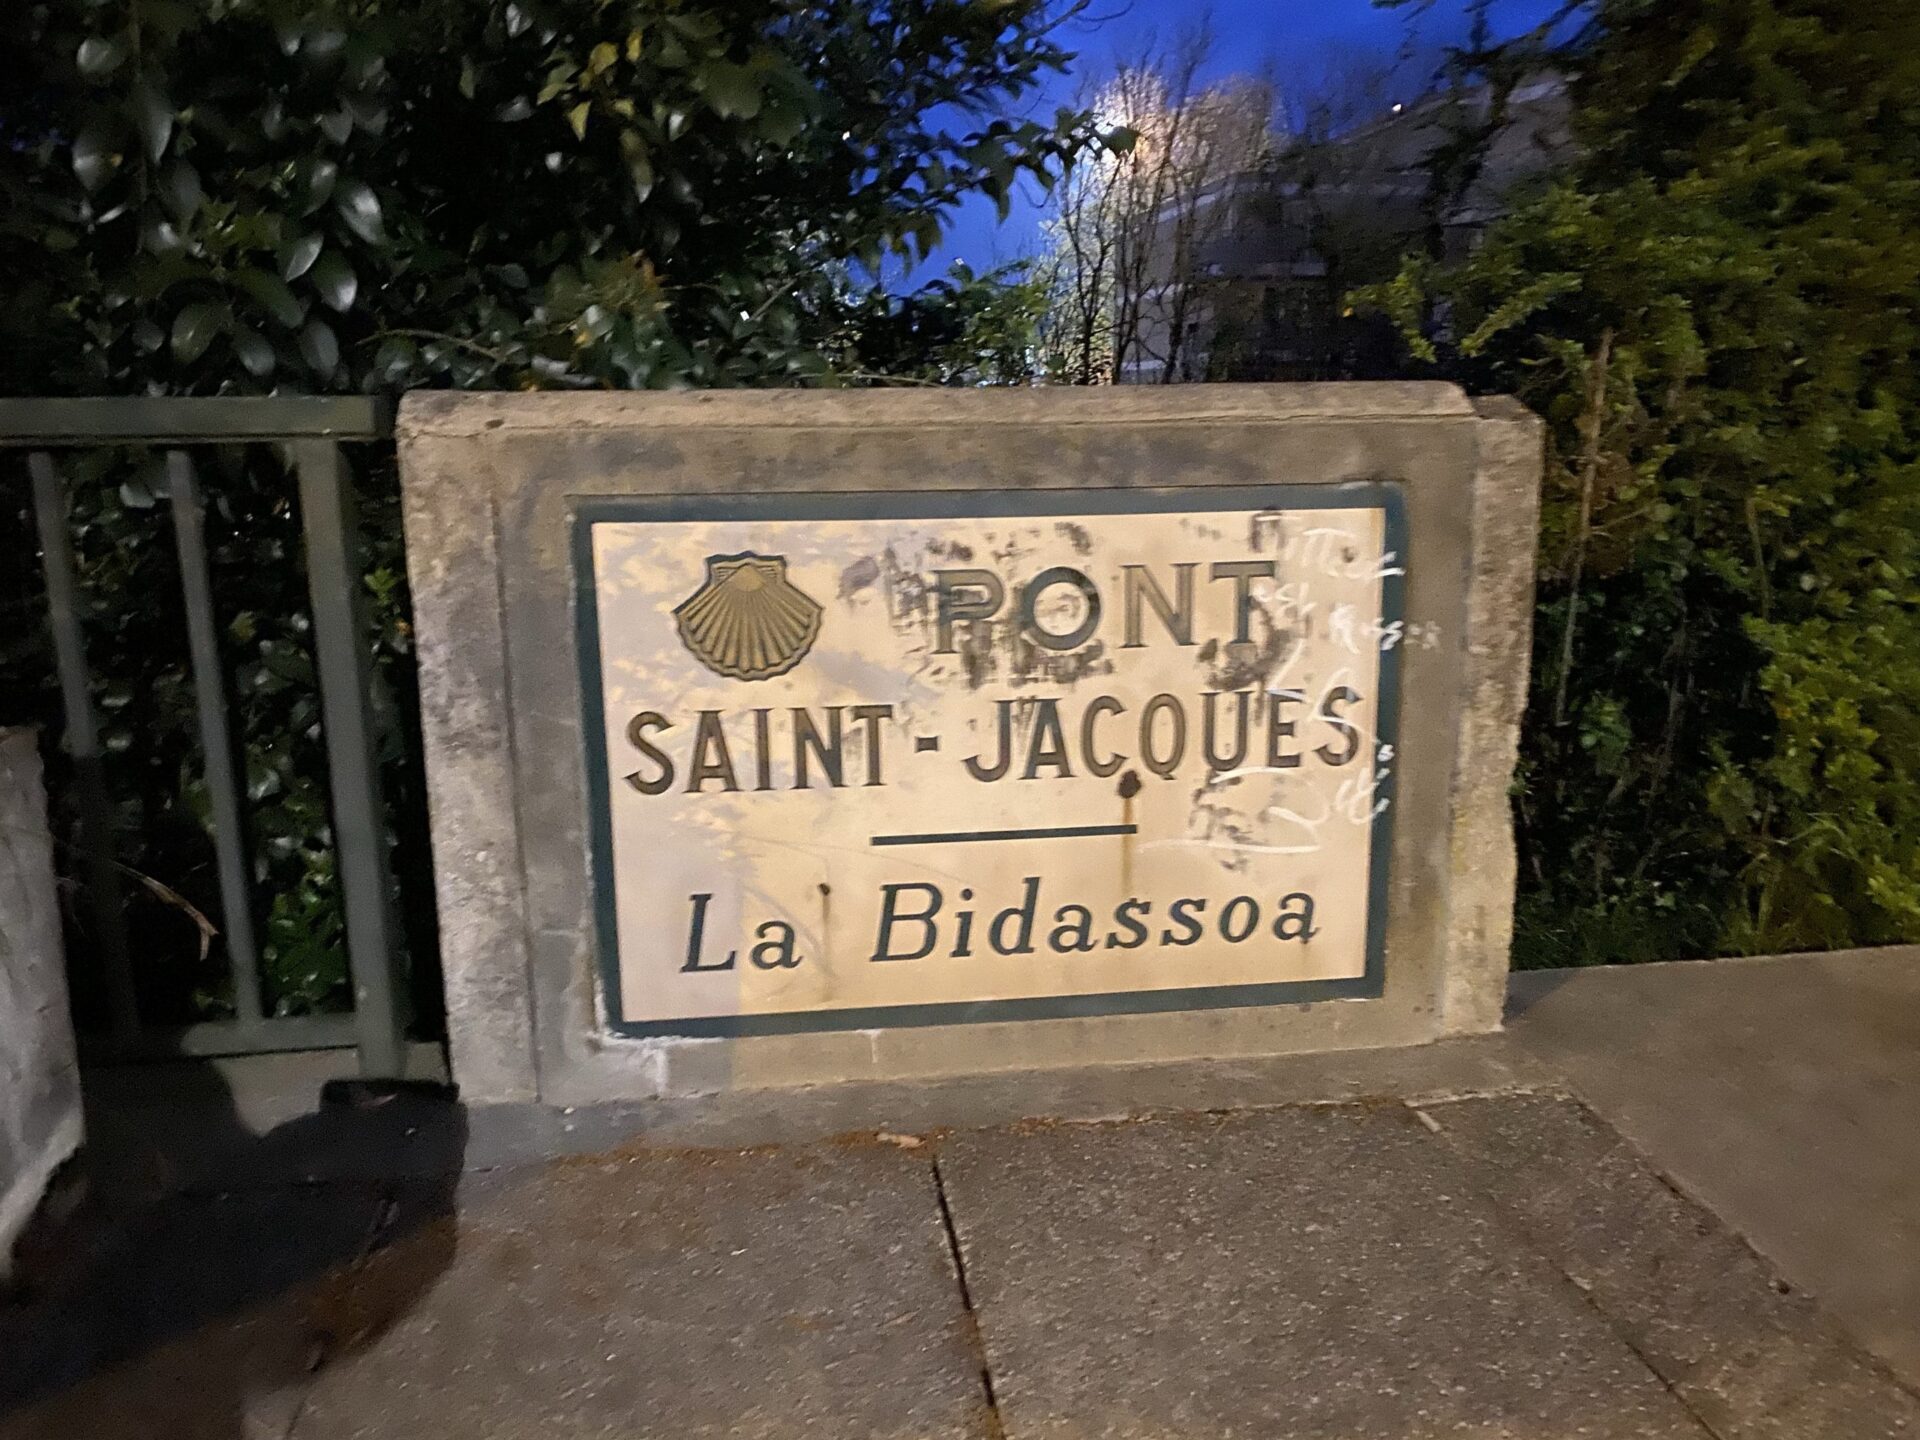 PONT
SAINT-JACQUES
La Bidassoa